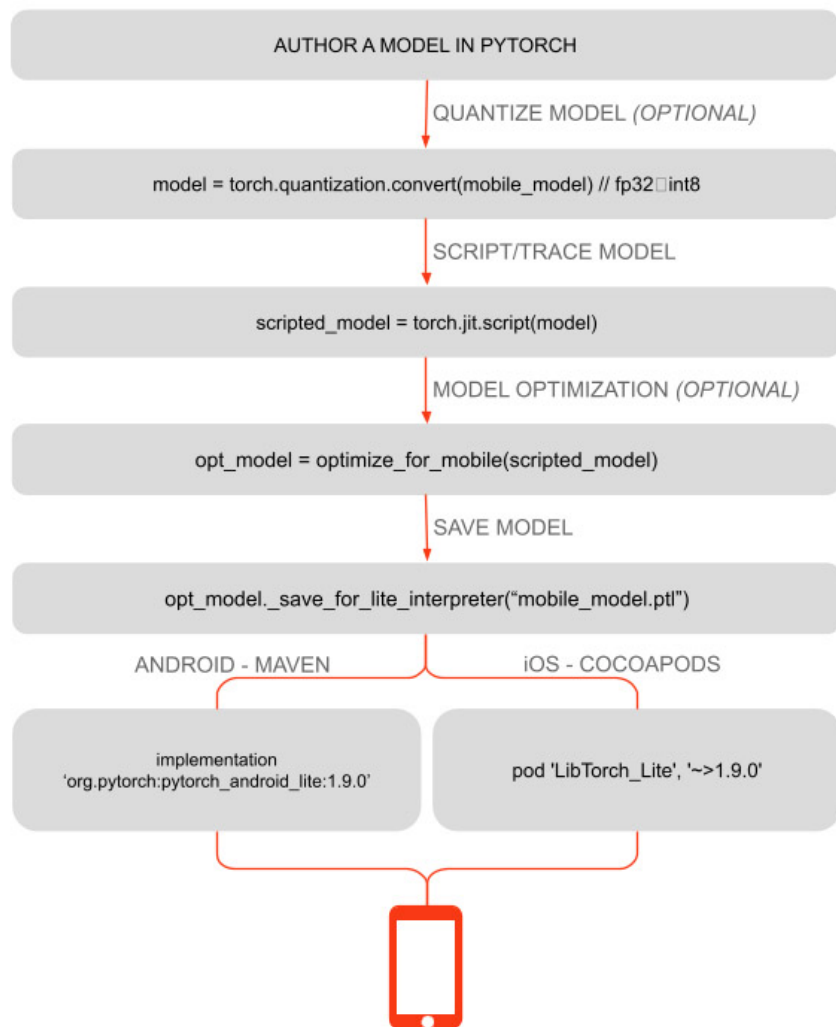 AUTHOR A MODEL IN PYTORCH
QUANTIZE MODEL (OPTIONAL)
model = torch.quantization.convert(mobile_model) // fp32□int8
SCRIPT/TRACE MODEL
scripted_model = torch.jit.script(model)
MODEL OPTIMIZATION (OPTIONAL)
opt_model = optimize_for_mobile(scripted_model)
SAVE MODEL
opt_model._save_for_lite_interpreter(“mobile_model.ptl”)
ANDROID - MAVEN
iOS - COCOAPODS
implementation
‘org.pytorch:pytorch_android_lite:1.9.0’
pod 'LibTorch_Lite', '~>1.9.0'